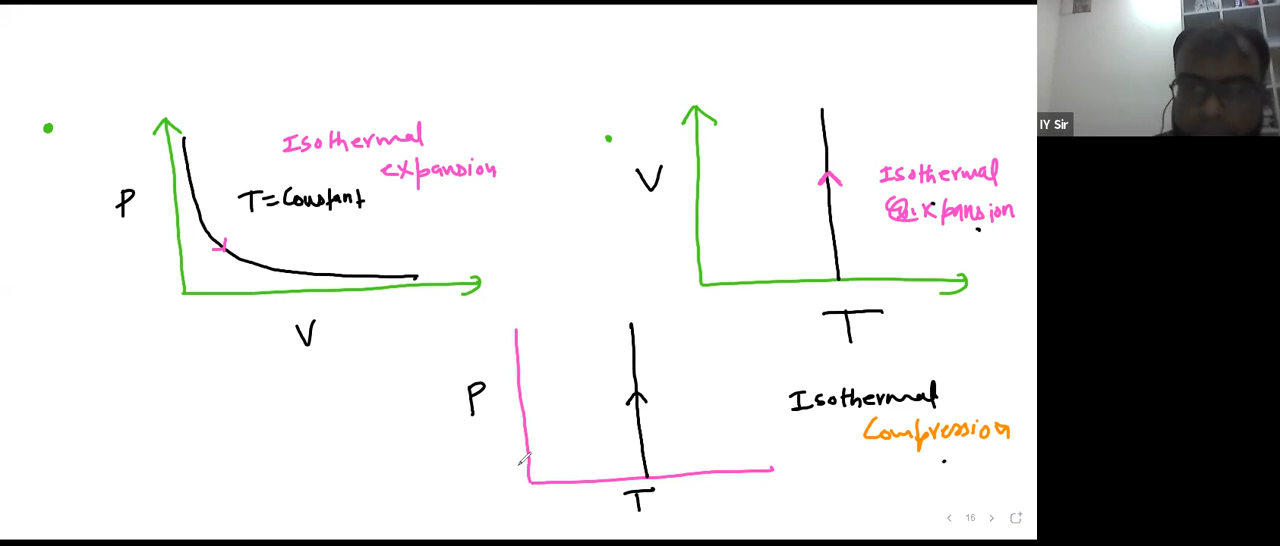 Isothermal
expansion
P
T = Constant
V
V
Isothermal
Expansion
T
P
Isothermal
Compression
T
IY Sir
16